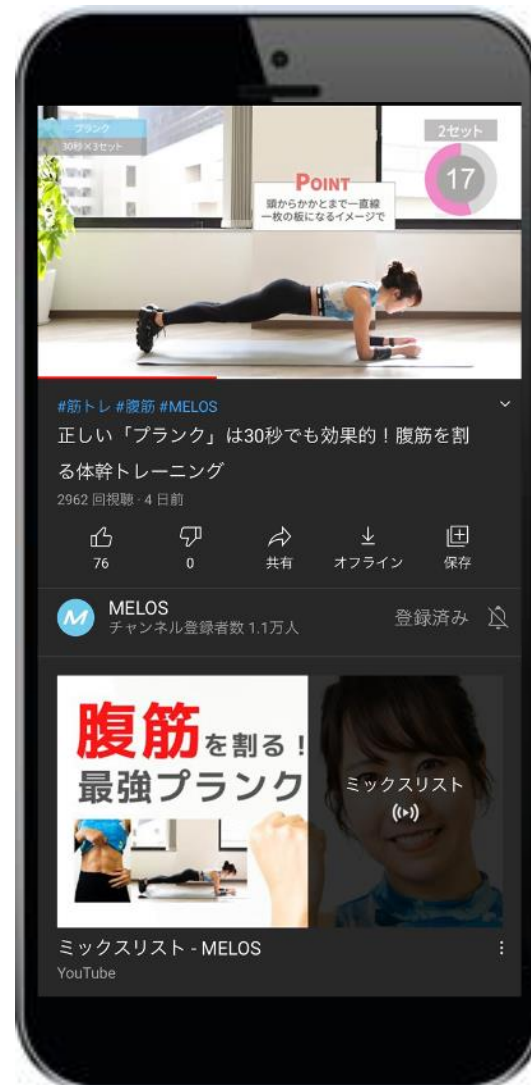 プランク
30秒×3セット
2セット
17
POINT
頭からかかとまで一直線
一枚の板になるイメージで
#筋トレ #腹筋 #MELOS
正しい「プランク」は30秒でも効果的！腹筋を割
る体幹トレーニング
2962 回視聴・4 日前
76
0
共有
オフライン
保存
M
MELOS
チャンネル登録者数 1.1万人
登録済み
腹筋を割る！
最強プランク
ミックスリスト
ミックスリスト - MELOS
YouTube